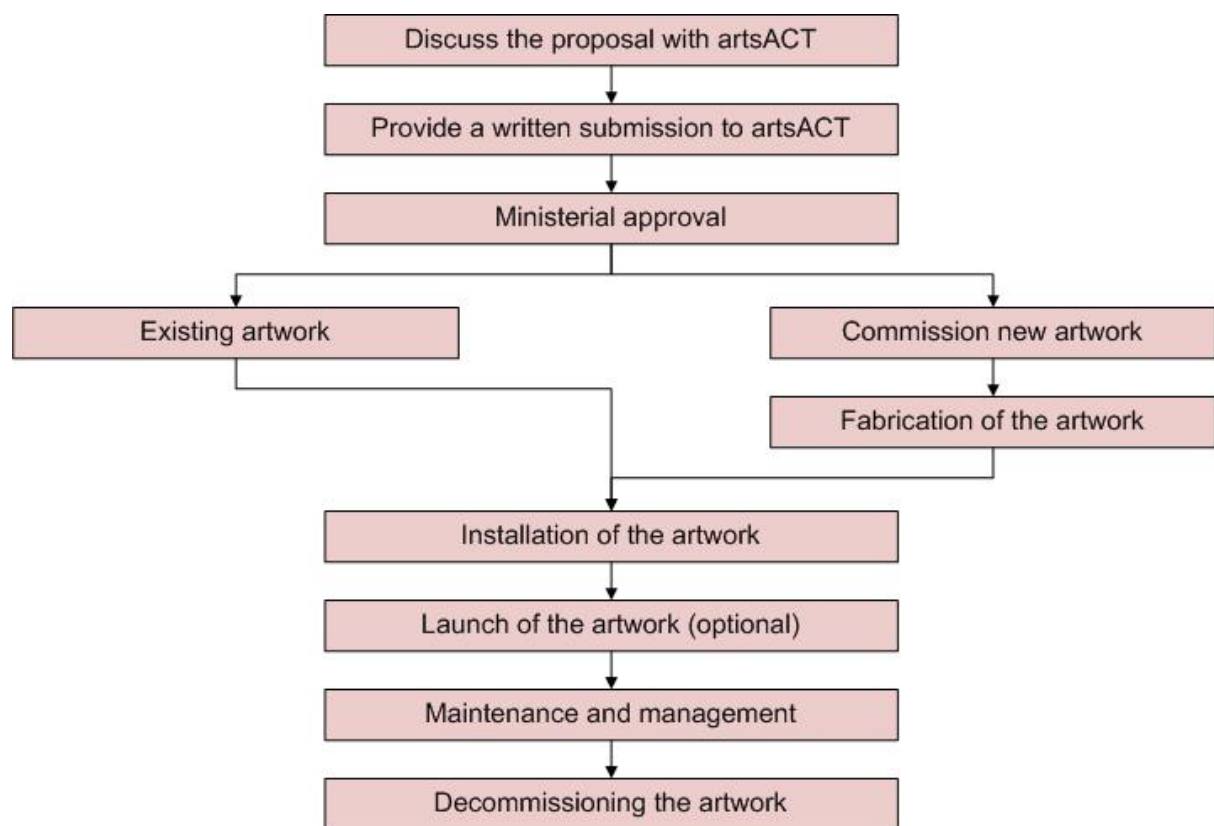 Discuss the proposal with artsACT
Provide a written submission to artsACT
Ministerial approval
Existing artwork
Commission new artwork
Fabrication of the artwork
Installation of the artwork
Launch of the artwork (optional)
Maintenance and management
Decommissioning the artwork